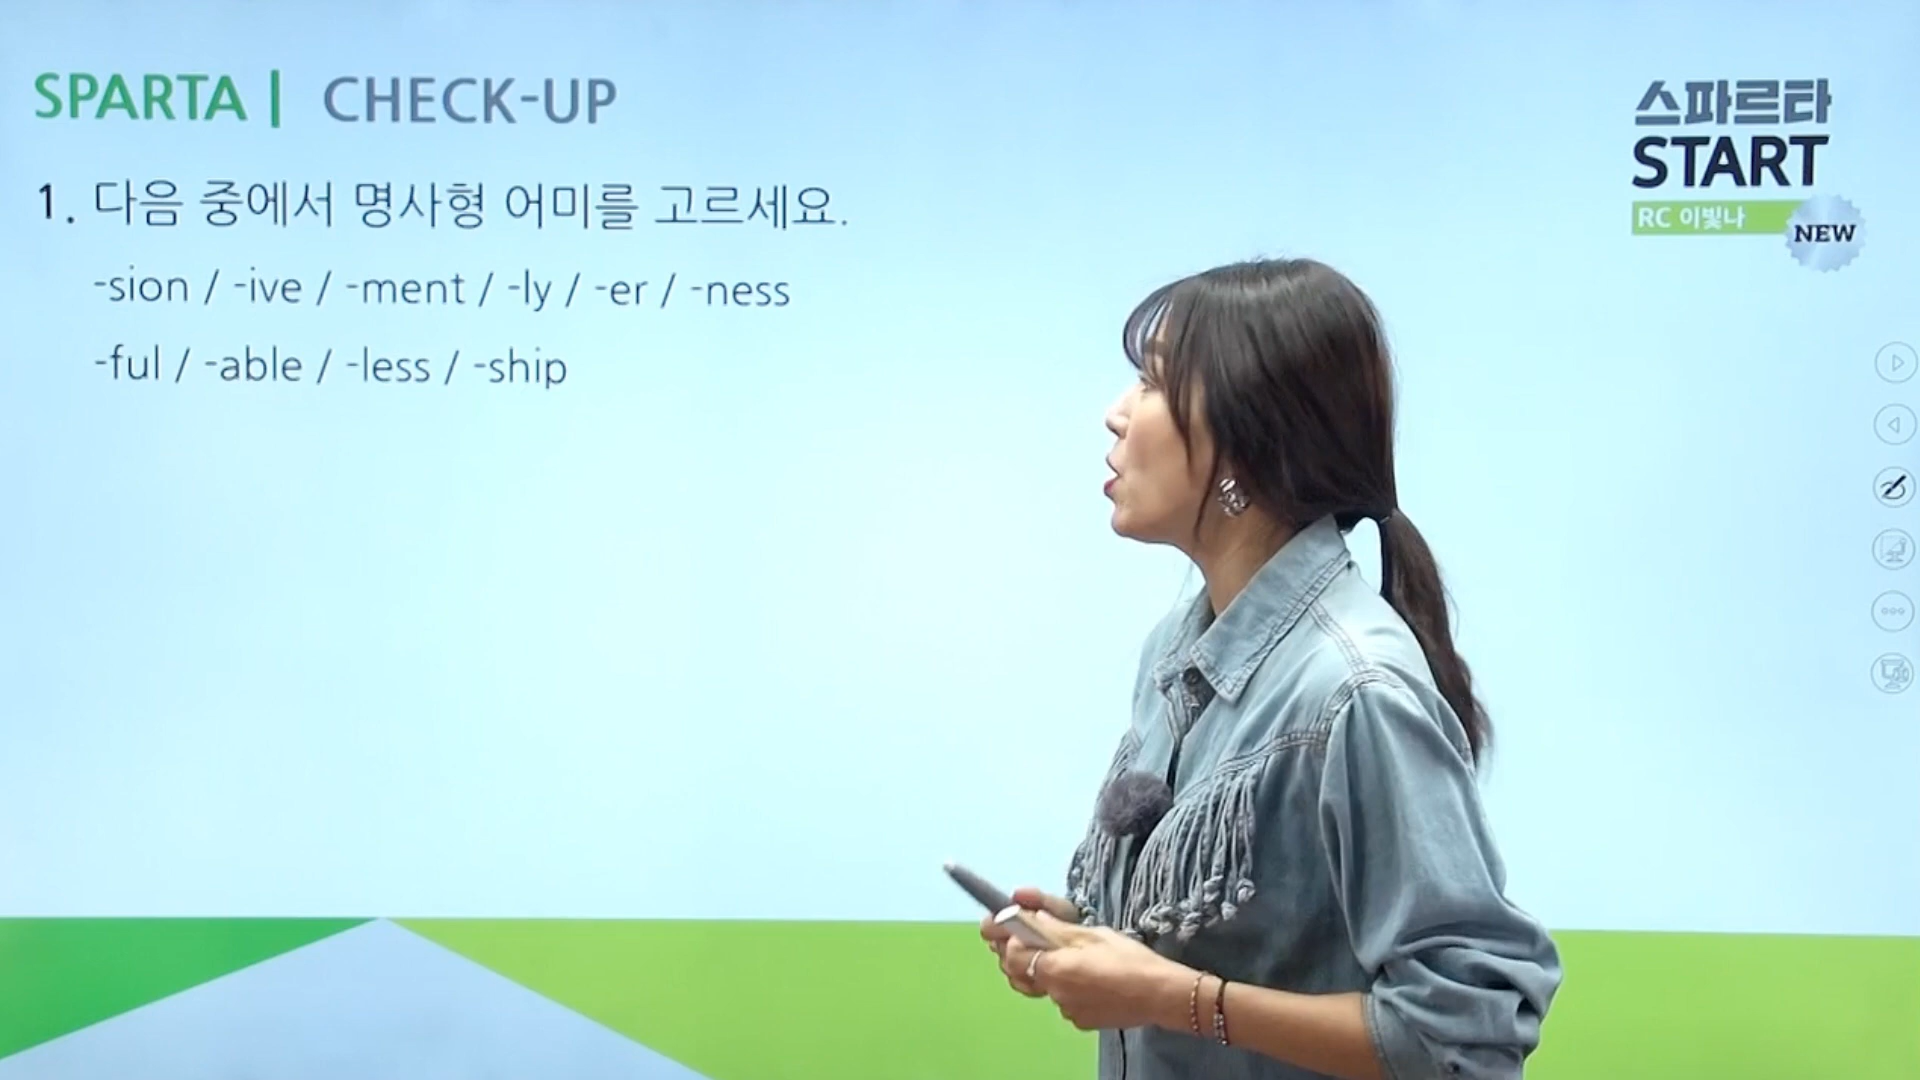 SPARTA | CHECK-UP
1. 다음 중에서 명사형 어미를 고르세요.
-sion / -ive / -ment / -ly / -er / -ness
-ful / -able / -less / -ship
스파르타
START
RC 이빛나
NEW